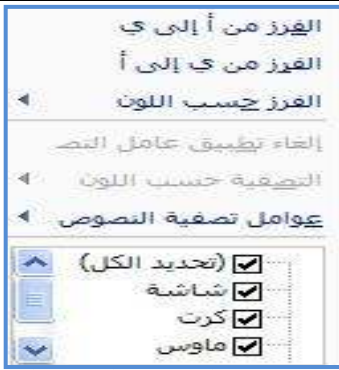 الفرز من أ إلى ي
الفرز من ي إلى أ
الفرز حسب اللون
إلغاء تطبيق عامل التصـ
التصفية حسب اللون
عوامل تصفية النصوص
(تحديد الكل)
شاشة
كرت
ماوس